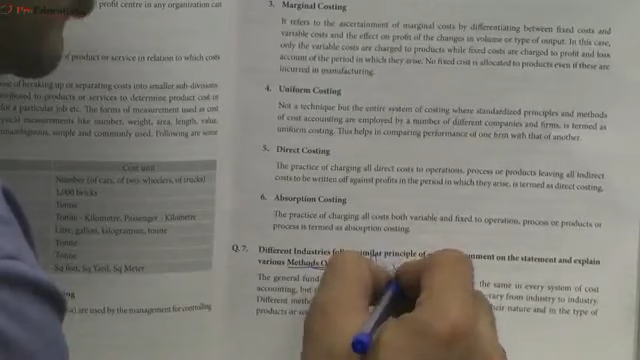 Pro Education
profit centre in any organization can
of product or service in relation to which costs
of breaking up or separating costs into smaller sub-divisions
to products or services to determine product cost is
for a particular job etc. The forms of measurement used as cost
measures like number, weight, area, length, value,
simple and commonly used. Following are some
Cost unit
Number (of cars, of two wheelers, of trucks)
1,000 bricks
Tonne
Tonne - Kilometre, Passenger - Kilometre
Litre, gallon, kilogramme, tonne
Tonne
Tonne
Sq foot, Sq Yard, Sq Meter
are used by the management for controlling
3. Marginal Costing
It refers to the ascertainment of marginal costs by differentiating between fixed costs and
variable costs and the effect on profit of the changes in volume or type of output. In this case,
only the variable costs are charged to products while fixed costs are charged to profit and loss
account of the period in which they arise. No fixed cost is allocated to products even if these are
incurred in manufacturing.
4. Uniform Costing
Not a technique but the entire system of costing where standardized principles and methods
of cost accounting are employed by a number of different companies and firms, is termed as
uniform costing. This helps in comparing performance of one firm with that of another.
5. Direct Costing
The practice of charging all direct costs to operations, process or products leaving all indirect
costs to be written off against profits in the period in which they arise, is termed as direct costing.
6. Absorption Costing
The practice of charging all costs both variable and fixed to operation, process or products or
process is termed as absorption costing.
Q.7. Different Industries similar principle of on the statement and explain
various Methods
The general the same in every system of cost
accounting, but vary from industry to industry.
Different their nature and in the type of
products or